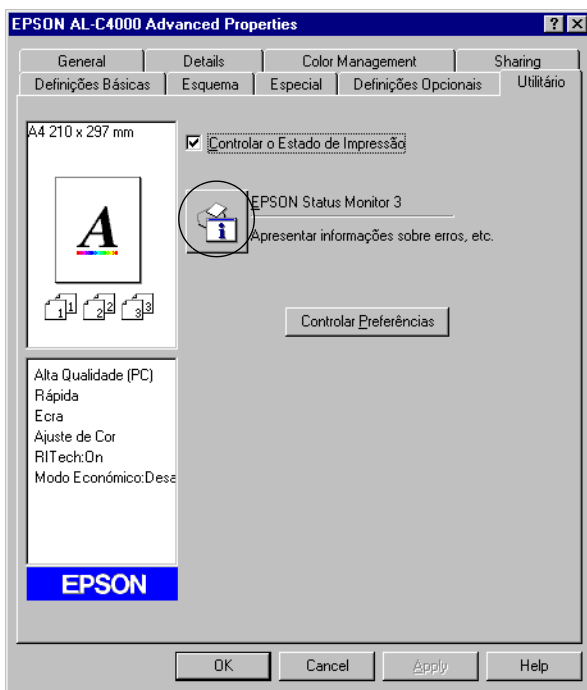 EPSON AL-C4000 Advanced Properties
General Details Color Management Sharing
Definições Básicas Esquema Especial Definições Opcionais Utilitário
A4 210 x 297 mm
Controlar o Estado de Impressão
A
EPSON Status Monitor 3
Apresentar informações sobre erros, etc.
1 1 2 2 3 3
Controlar Preferências
Alta Qualidade (PC)
Rápida
Ecra
Ajuste de Cor
RITech:On
Modo Económico:Desa
EPSON
OK Cancel Apply Help